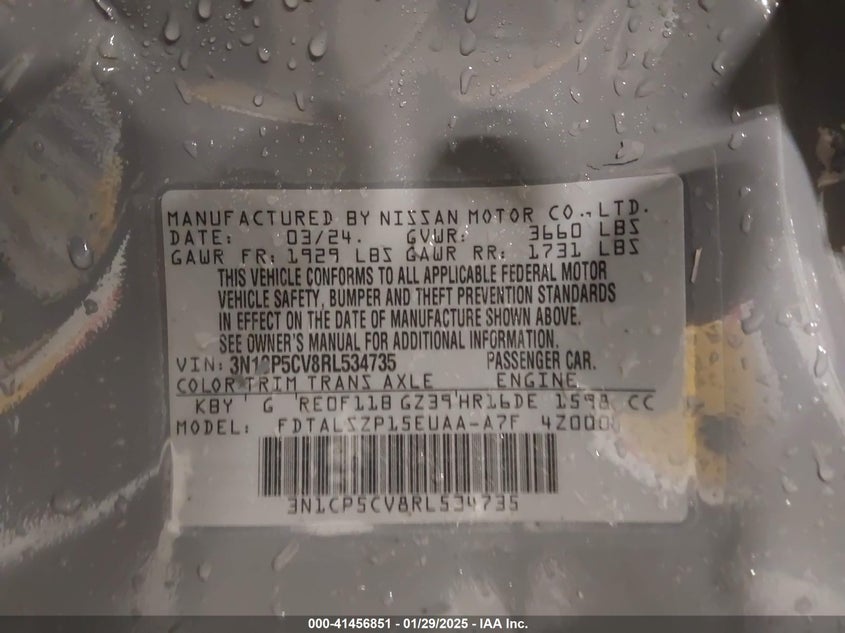 MANUFACTURED BY NISSAN MOTOR CO., LTD.
DATE: 03/24. GVWR: 3660 LBS
GAWR FR: 1929 LBS GAWR RR: 1731 LBS
THIS VEHICLE CONFORMS TO ALL APPLICABLE FEDERAL MOTOR
VEHICLE SAFETY, BUMPER AND THEFT PREVENTION STANDARDS
IN EFFECT ON THE DATE OF MANUFACTURE SHOWN ABOVE.
SEE OWNER'S MANUAL FOR ADDITIONAL INFORMATION.
VIN: 3N1CP5CV8RL534735 PASSENGER CAR.
COLOR TRIM TRANS AXLE ENGINE
KBY G RE0F11B GZ39 HR16DE 1598 CC
MODEL: FDTALSZP15EUAA-A7F 4Z000
3N1CP5CV8RL534735
000-41456851 | 01/29/2025 - IAA Inc.